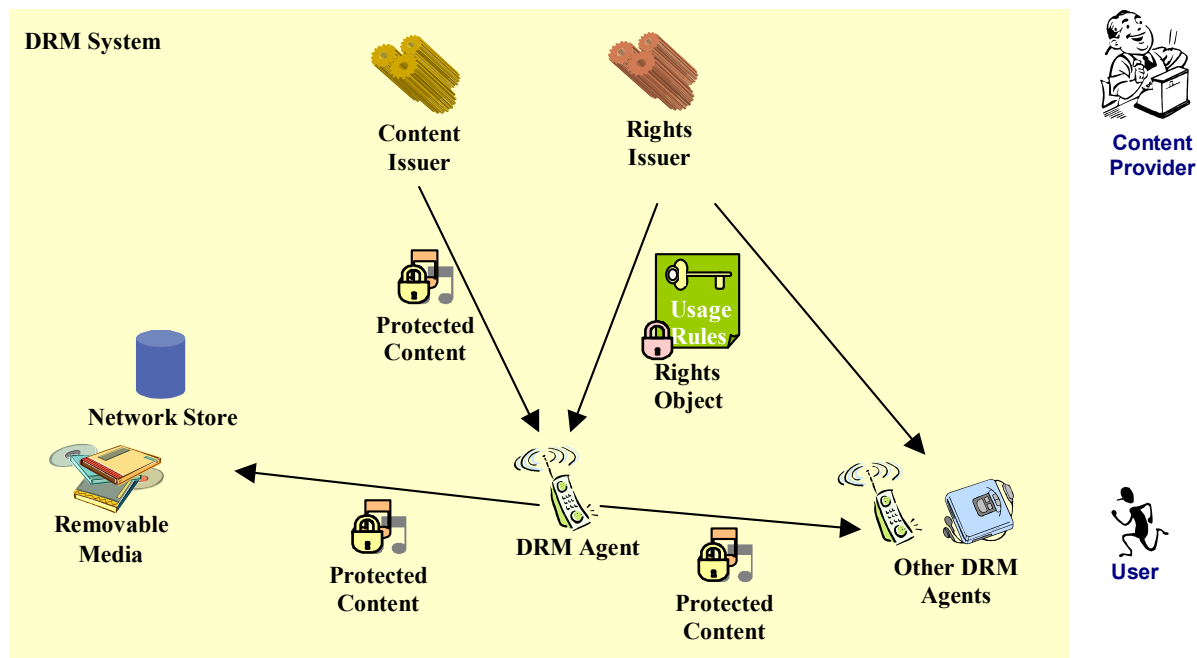 DRM System
Content
Issuer
Rights
Issuer
Content
Provider
Protected
Content
Usage
Rules
Rights
Object
Network Store
Removable
Media
Protected
Content
DRM Agent
Protected
Content
Other DRM
Agents
User